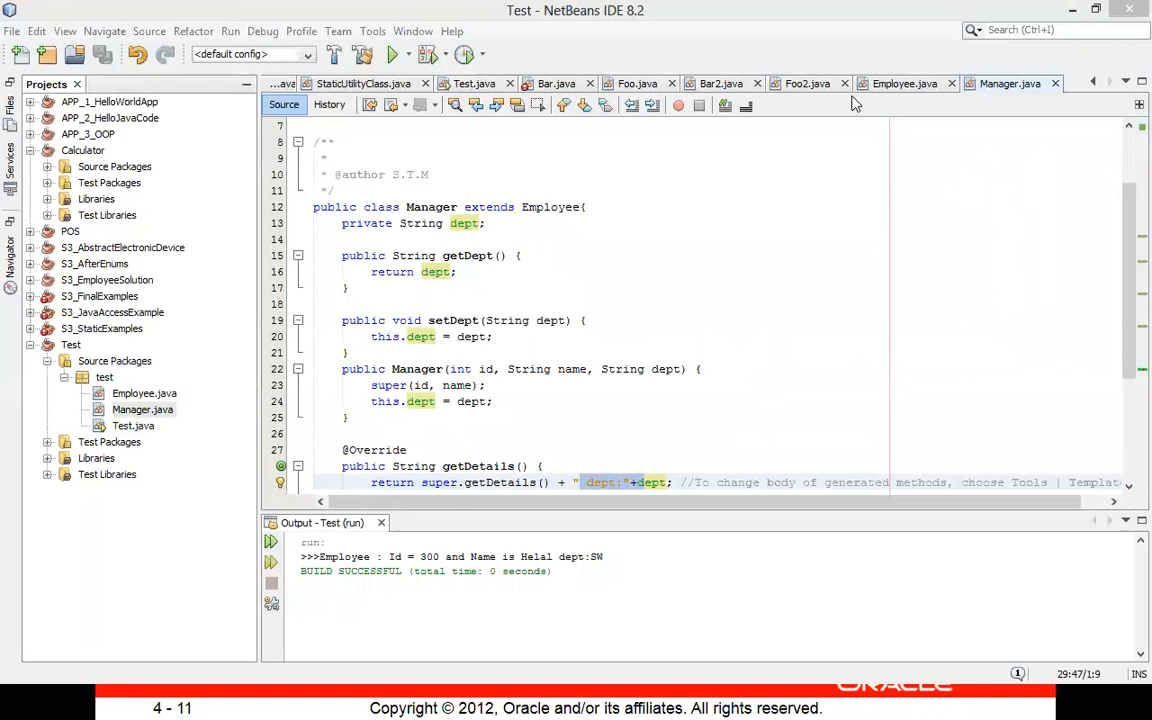 Test - NetBeans IDE 8.2
File Edit View Navigate Source Refactor Run Debug Profile Team Tools Window Help
Search (Ctrl+I)
<default config>
Projects
...ava StaticUtilityClass.java Test.java Bar.java Foo.java Bar2.java Foo2.java Employee.java Manager.java
Source History
Files
Services
Navigator
APP_1_HelloWorldApp
APP_2_HelloJavaCode
APP_3_OOP
Calculator
Source Packages
Test Packages
Libraries
Test Libraries
POS
S3_AbstractElectronicDevice
S3_AfterEnums
S3_EmployeeSolution
S3_FinalExamples
S3_JavaAccessExample
S3_StaticExamples
Test
Source Packages
test
Employee.java
Manager.java
Test.java
Test Packages
Libraries
Test Libraries
7
8 /**
9 *
10 * @author S.T.M
11 */
12 public class Manager extends Employee{
13 private String dept;
14
15 public String getDept() {
16 return dept;
17 }
18
19 public void setDept(String dept) {
20 this.dept = dept;
21 }
22 public Manager(int id, String name, String dept) {
23 super(id, name);
24 this.dept = dept;
25 }
26
27 @Override
28 public String getDetails() {
29 return super.getDetails() + " dept:"+dept; //To change body of generated methods, choose Tools | Templat
Output - Test (run)
run:
>>>Employee : Id = 300 and Name is Helal dept:SW
BUILD SUCCESSFUL (total time: 0 seconds)
29:47/1:9 INS
ORACLE
4 - 11 Copyright © 2012, Oracle and/or its affiliates. All rights reserved.